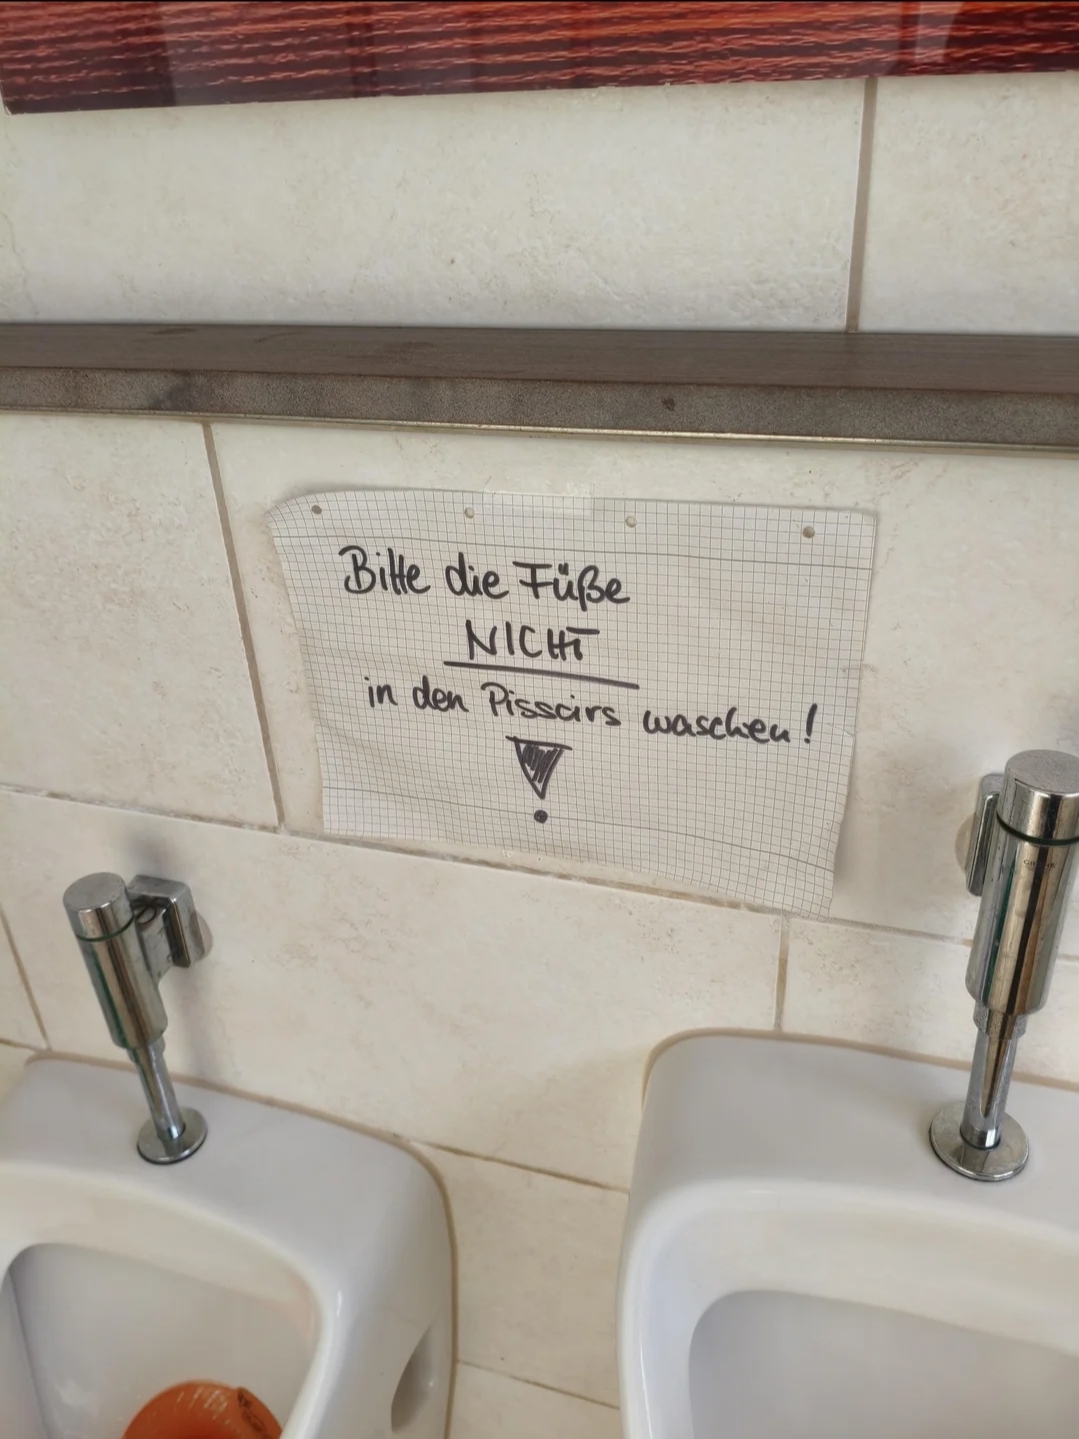 Bitte die Füße
NICHT
in den Pissoirs waschen!
!